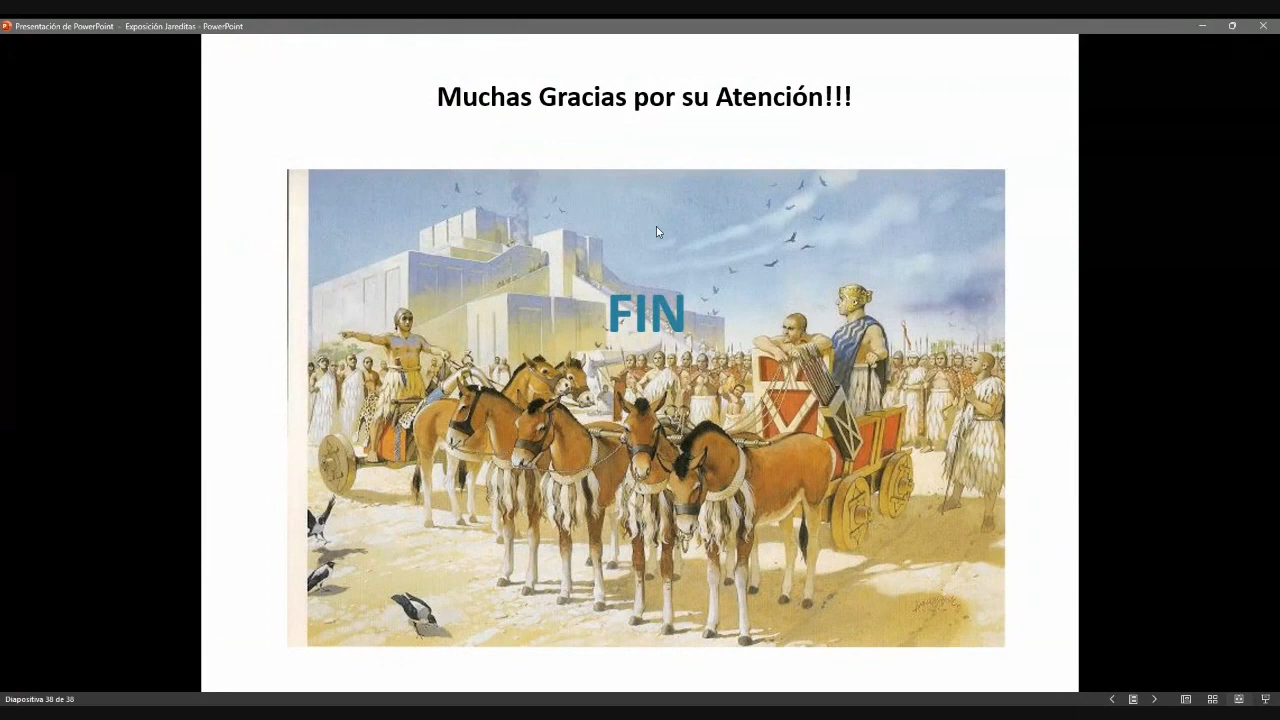 Presentación de PowerPoint - Exposición Jareditas - PowerPoint
Muchas Gracias por su Atención!!!
FIN
Diapositiva 38 de 38